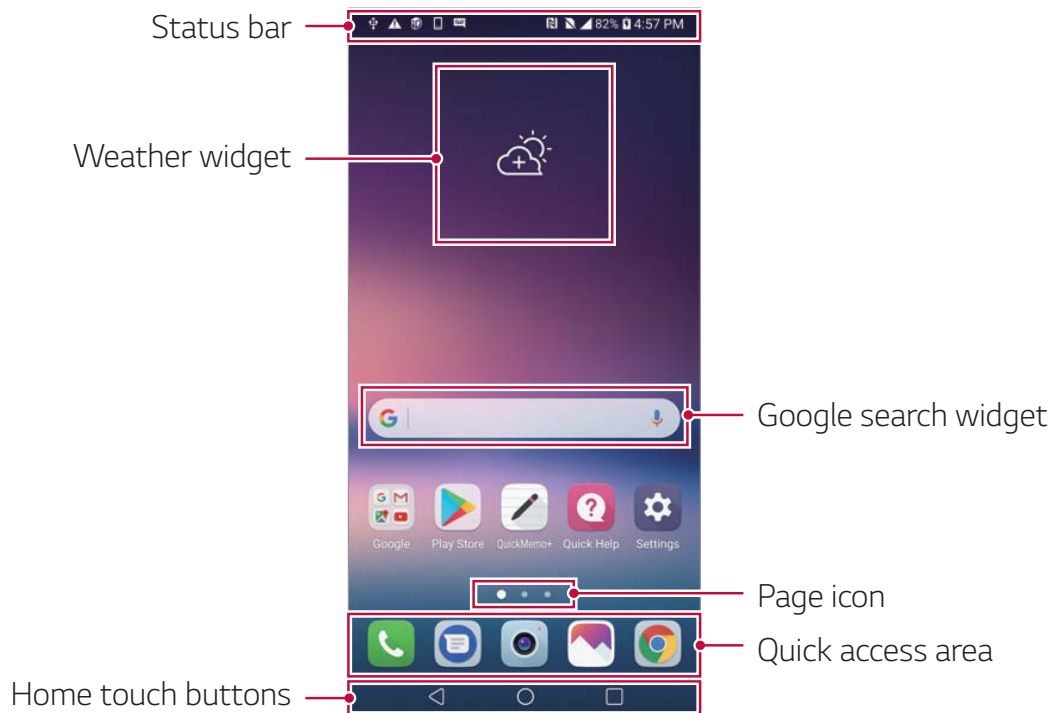 Status bar
82% 4:57 PM
Weather widget
Google search widget
Google Play Store QuickMemo+ Quick Help Settings
Page icon
Quick access area
Home touch buttons